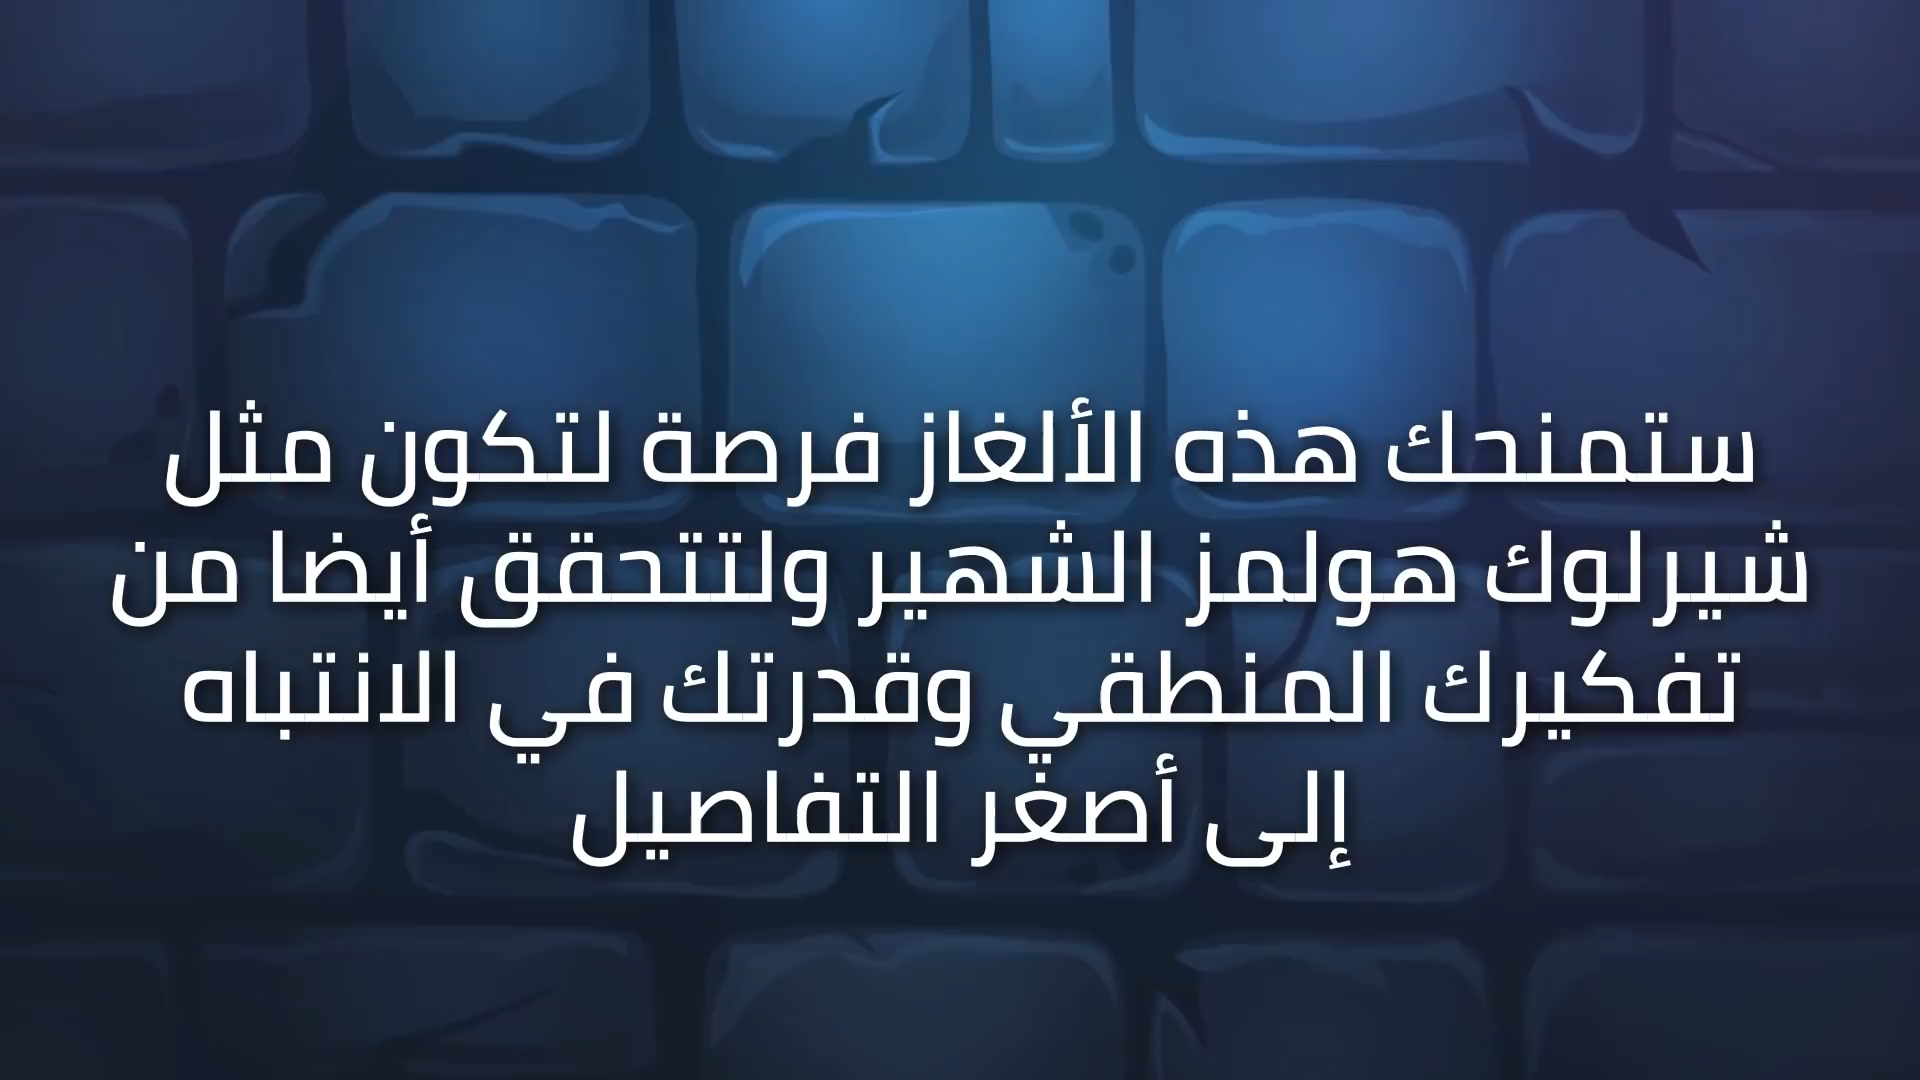 ستمنحك هذه الألغاز فرصة لتكون مثل
شيرلوك هولمز الشهير ولتتحقق أيضا من
تفكيرك المنطقي وقدرتك في الانتباه
إلى أصغر التفاصيل